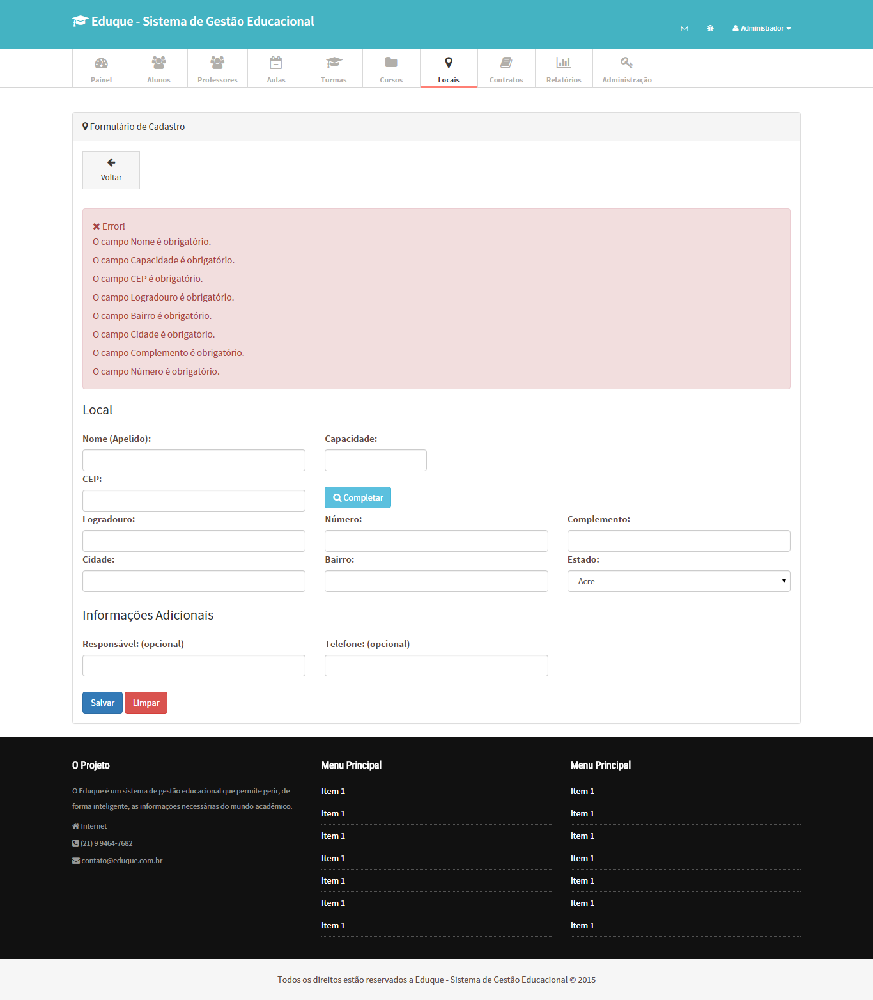 Eduque - Sistema de Gestão Educacional
Administrador
Painel
Alunos
Professores
Aulas
Turmas
Cursos
Locais
Contratos
Relatórios
Administração
Formulário de Cadastro
Voltar
Error!
O campo Nome é obrigatório.
O campo Capacidade é obrigatório.
O campo CEP é obrigatório.
O campo Logradouro é obrigatório.
O campo Bairro é obrigatório.
O campo Cidade é obrigatório.
O campo Complemento é obrigatório.
O campo Número é obrigatório.
Local
Nome (Apelido):
Capacidade:
CEP:
Completar
Logradouro:
Número:
Complemento:
Cidade:
Bairro:
Estado:
Acre
Informações Adicionais
Responsável: (opcional)
Telefone: (opcional)
Salvar
Limpar
O Projeto
O Eduque é um sistema de gestão educacional que permite gerir, de
forma inteligente, as informações necessárias do mundo acadêmico.
Internet
(21) 9 9464-7682
contato@eduque.com.br
Menu Principal
Item 1
Item 1
Item 1
Item 1
Item 1
Item 1
Item 1
Menu Principal
Item 1
Item 1
Item 1
Item 1
Item 1
Item 1
Item 1
Todos os direitos estão reservados a Eduque - Sistema de Gestão Educacional © 2015